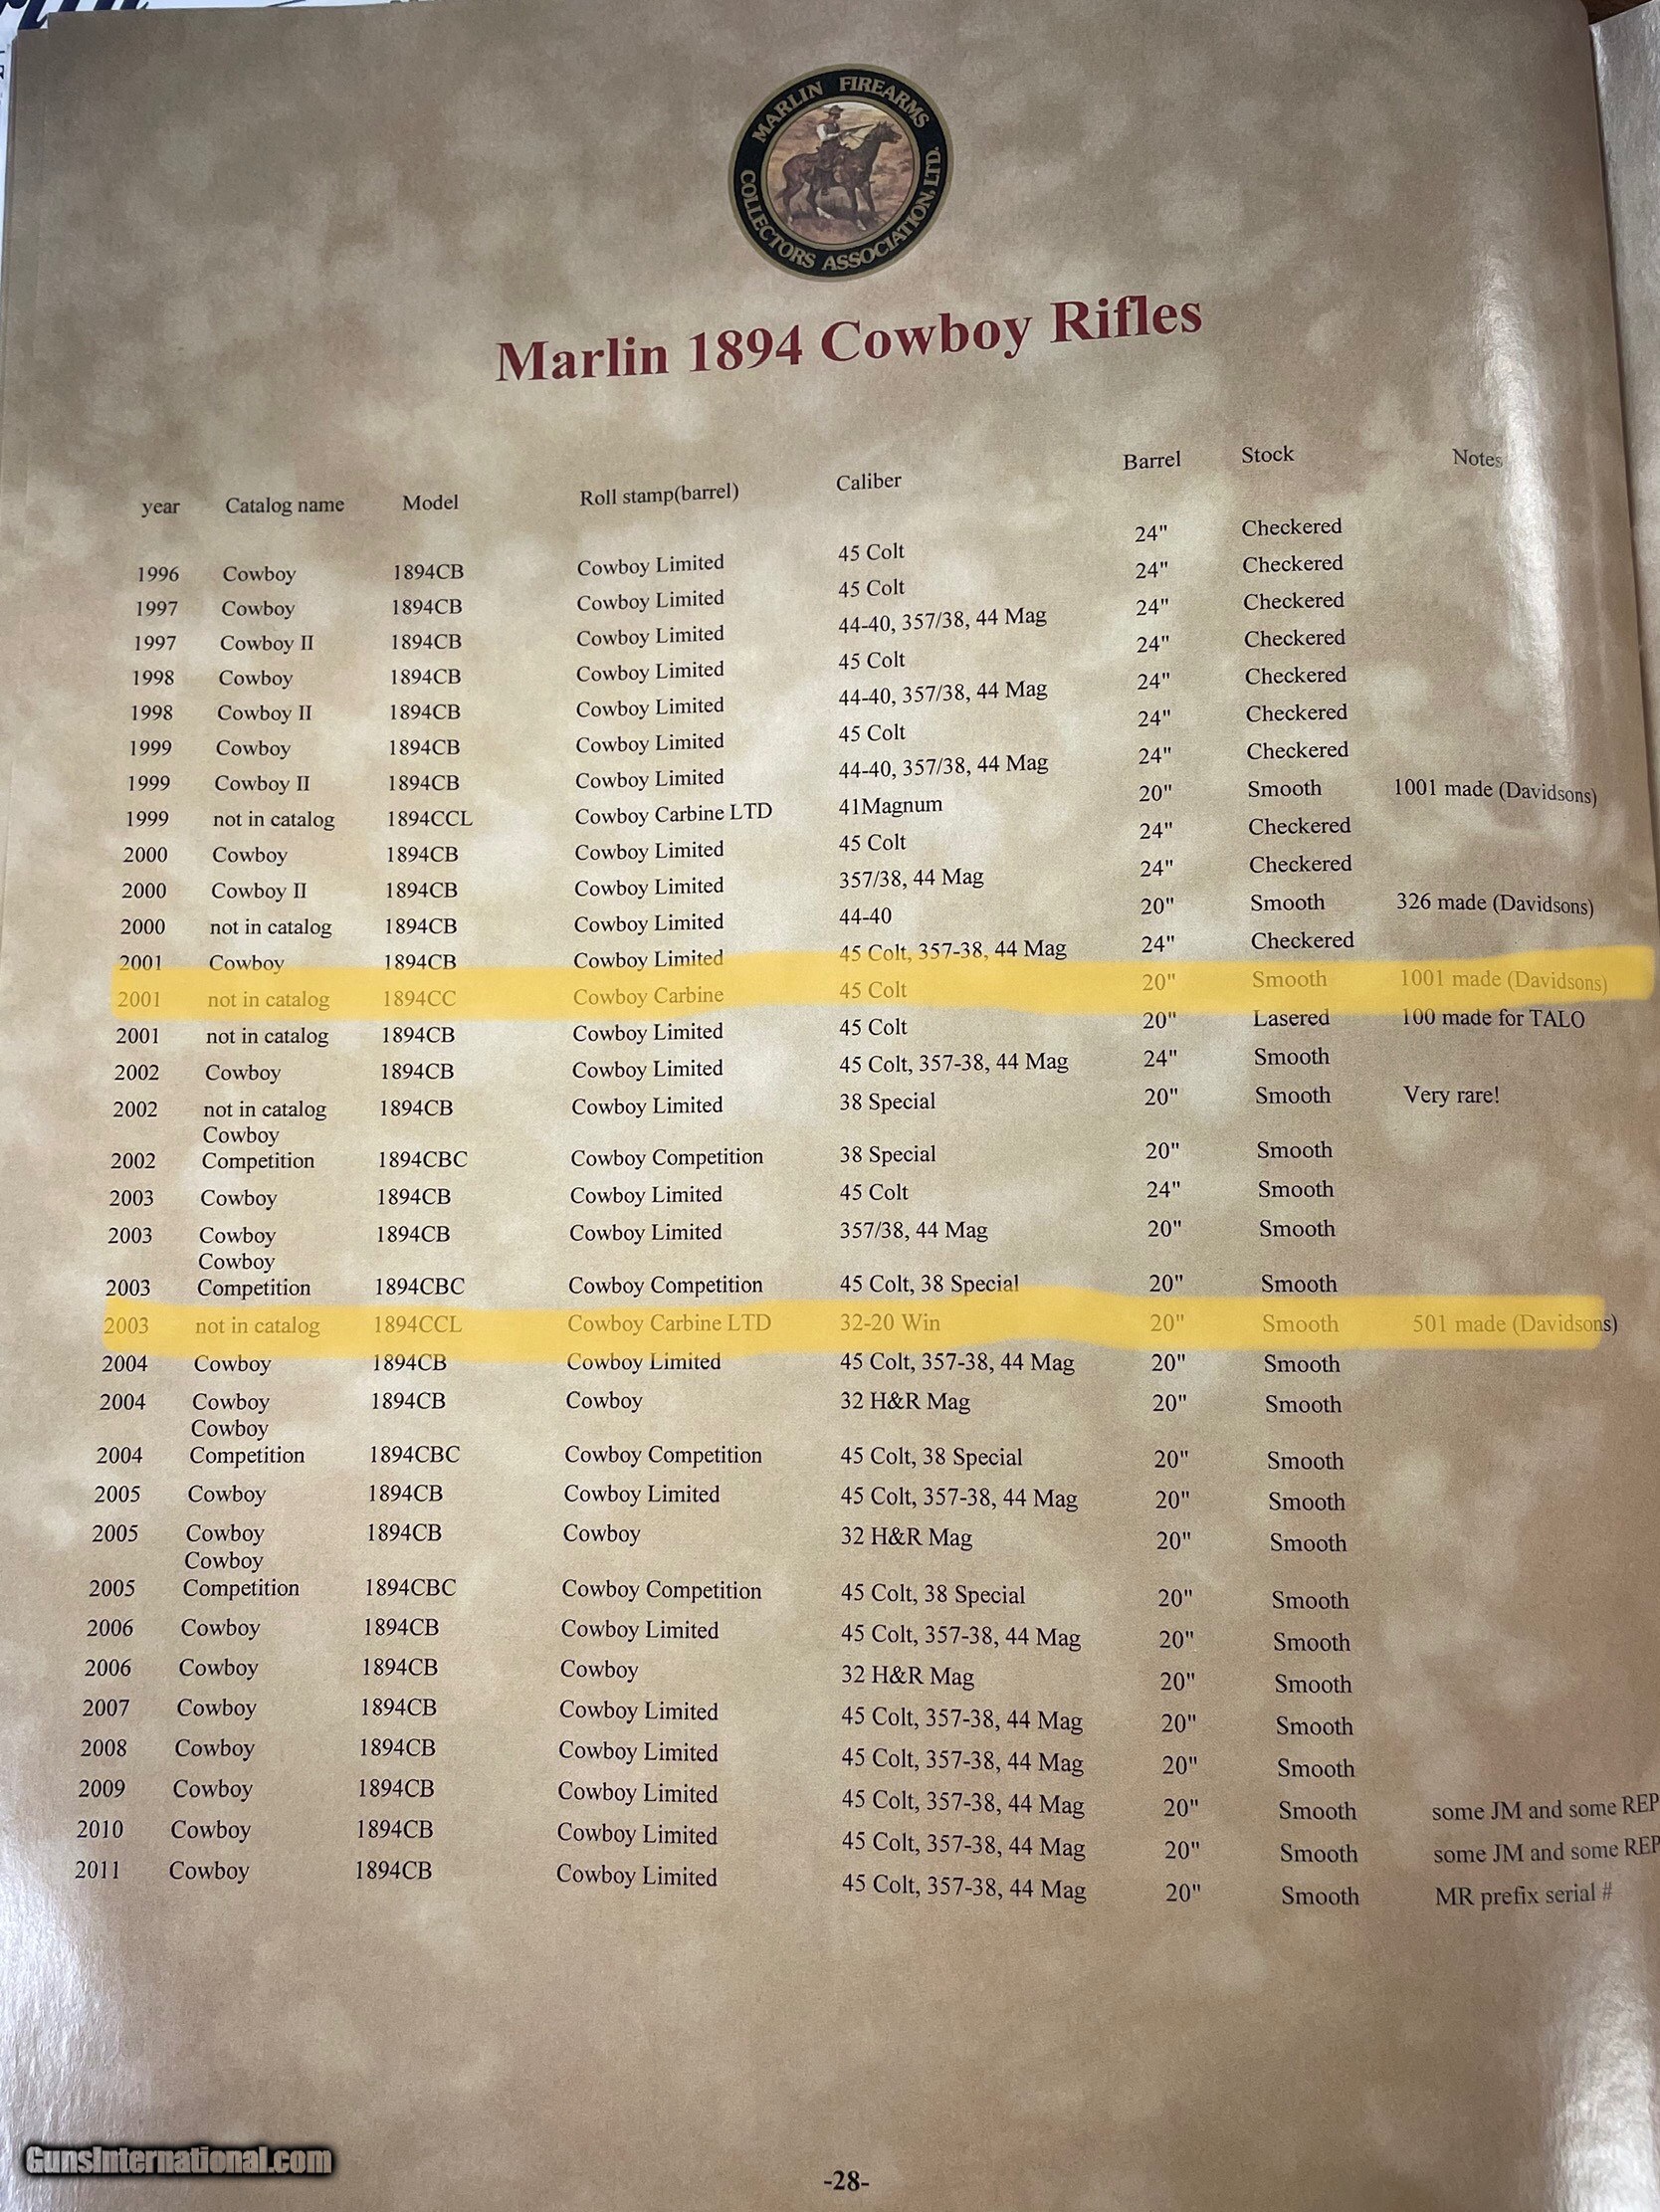 MARLIN FIREARMS
COLLECTORS ASSOCIATION, LTD.
Marlin 1894 Cowboy Rifles
year Catalog name Model Roll stamp(barrel) Caliber Barrel Stock Notes
1996 Cowboy 1894CB Cowboy Limited 45 Colt 24" Checkered
1997 Cowboy 1894CB Cowboy Limited 45 Colt 24" Checkered
1997 Cowboy II 1894CB Cowboy Limited 44-40, 357/38, 44 Mag 24" Checkered
1998 Cowboy 1894CB Cowboy Limited 45 Colt 24" Checkered
1998 Cowboy II 1894CB Cowboy Limited 44-40, 357/38, 44 Mag 24" Checkered
1999 Cowboy 1894CB Cowboy Limited 45 Colt 24" Checkered
1999 Cowboy II 1894CB Cowboy Limited 44-40, 357/38, 44 Mag 24" Checkered
1999 not in catalog 1894CCL Cowboy Carbine LTD 41Magnum 20" Smooth 1001 made (Davidsons)
2000 Cowboy 1894CB Cowboy Limited 45 Colt 24" Checkered
2000 Cowboy II 1894CB Cowboy Limited 357/38, 44 Mag 24" Checkered
2000 not in catalog 1894CB Cowboy Limited 44-40 20" Smooth 326 made (Davidsons)
2001 Cowboy 1894CB Cowboy Limited 45 Colt, 357-38, 44 Mag 24" Checkered
2001 not in catalog 1894CC Cowboy Carbine 45 Colt 20" Smooth 1001 made (Davidsons)
2001 not in catalog 1894CB Cowboy Limited 45 Colt 20" Lasered 100 made for TALO
2002 Cowboy 1894CB Cowboy Limited 45 Colt, 357-38, 44 Mag 24" Smooth
2002 not in catalog 1894CB Cowboy Limited 38 Special 20" Smooth Very rare!
Cowboy
2002 Competition 1894CBC Cowboy Competition 38 Special 20" Smooth
2003 Cowboy 1894CB Cowboy Limited 45 Colt 24" Smooth
2003 Cowboy 1894CB Cowboy Limited 357/38, 44 Mag 20" Smooth
Cowboy
2003 Competition 1894CBC Cowboy Competition 45 Colt, 38 Special 20" Smooth
2003 not in catalog 1894CCL Cowboy Carbine LTD 32-20 Win 20" Smooth 501 made (Davidsons)
2004 Cowboy 1894CB Cowboy Limited 45 Colt, 357-38, 44 Mag 20" Smooth
2004 Cowboy 1894CB Cowboy 32 H&R Mag 20" Smooth
Cowboy
2004 Competition 1894CBC Cowboy Competition 45 Colt, 38 Special 20" Smooth
2005 Cowboy 1894CB Cowboy Limited 45 Colt, 357-38, 44 Mag 20" Smooth
2005 Cowboy 1894CB Cowboy 32 H&R Mag 20" Smooth
Cowboy
2005 Competition 1894CBC Cowboy Competition 45 Colt, 38 Special 20" Smooth
2006 Cowboy 1894CB Cowboy Limited 45 Colt, 357-38, 44 Mag 20" Smooth
2006 Cowboy 1894CB Cowboy 32 H&R Mag 20" Smooth
2007 Cowboy 1894CB Cowboy Limited 45 Colt, 357-38, 44 Mag 20" Smooth
2008 Cowboy 1894CB Cowboy Limited 45 Colt, 357-38, 44 Mag 20" Smooth
2009 Cowboy 1894CB Cowboy Limited 45 Colt, 357-38, 44 Mag 20" Smooth some JM and some REP
2010 Cowboy 1894CB Cowboy Limited 45 Colt, 357-38, 44 Mag 20" Smooth some JM and some REP
2011 Cowboy 1894CB Cowboy Limited 45 Colt, 357-38, 44 Mag 20" Smooth MR prefix serial #
GunsInternational.com
-28-